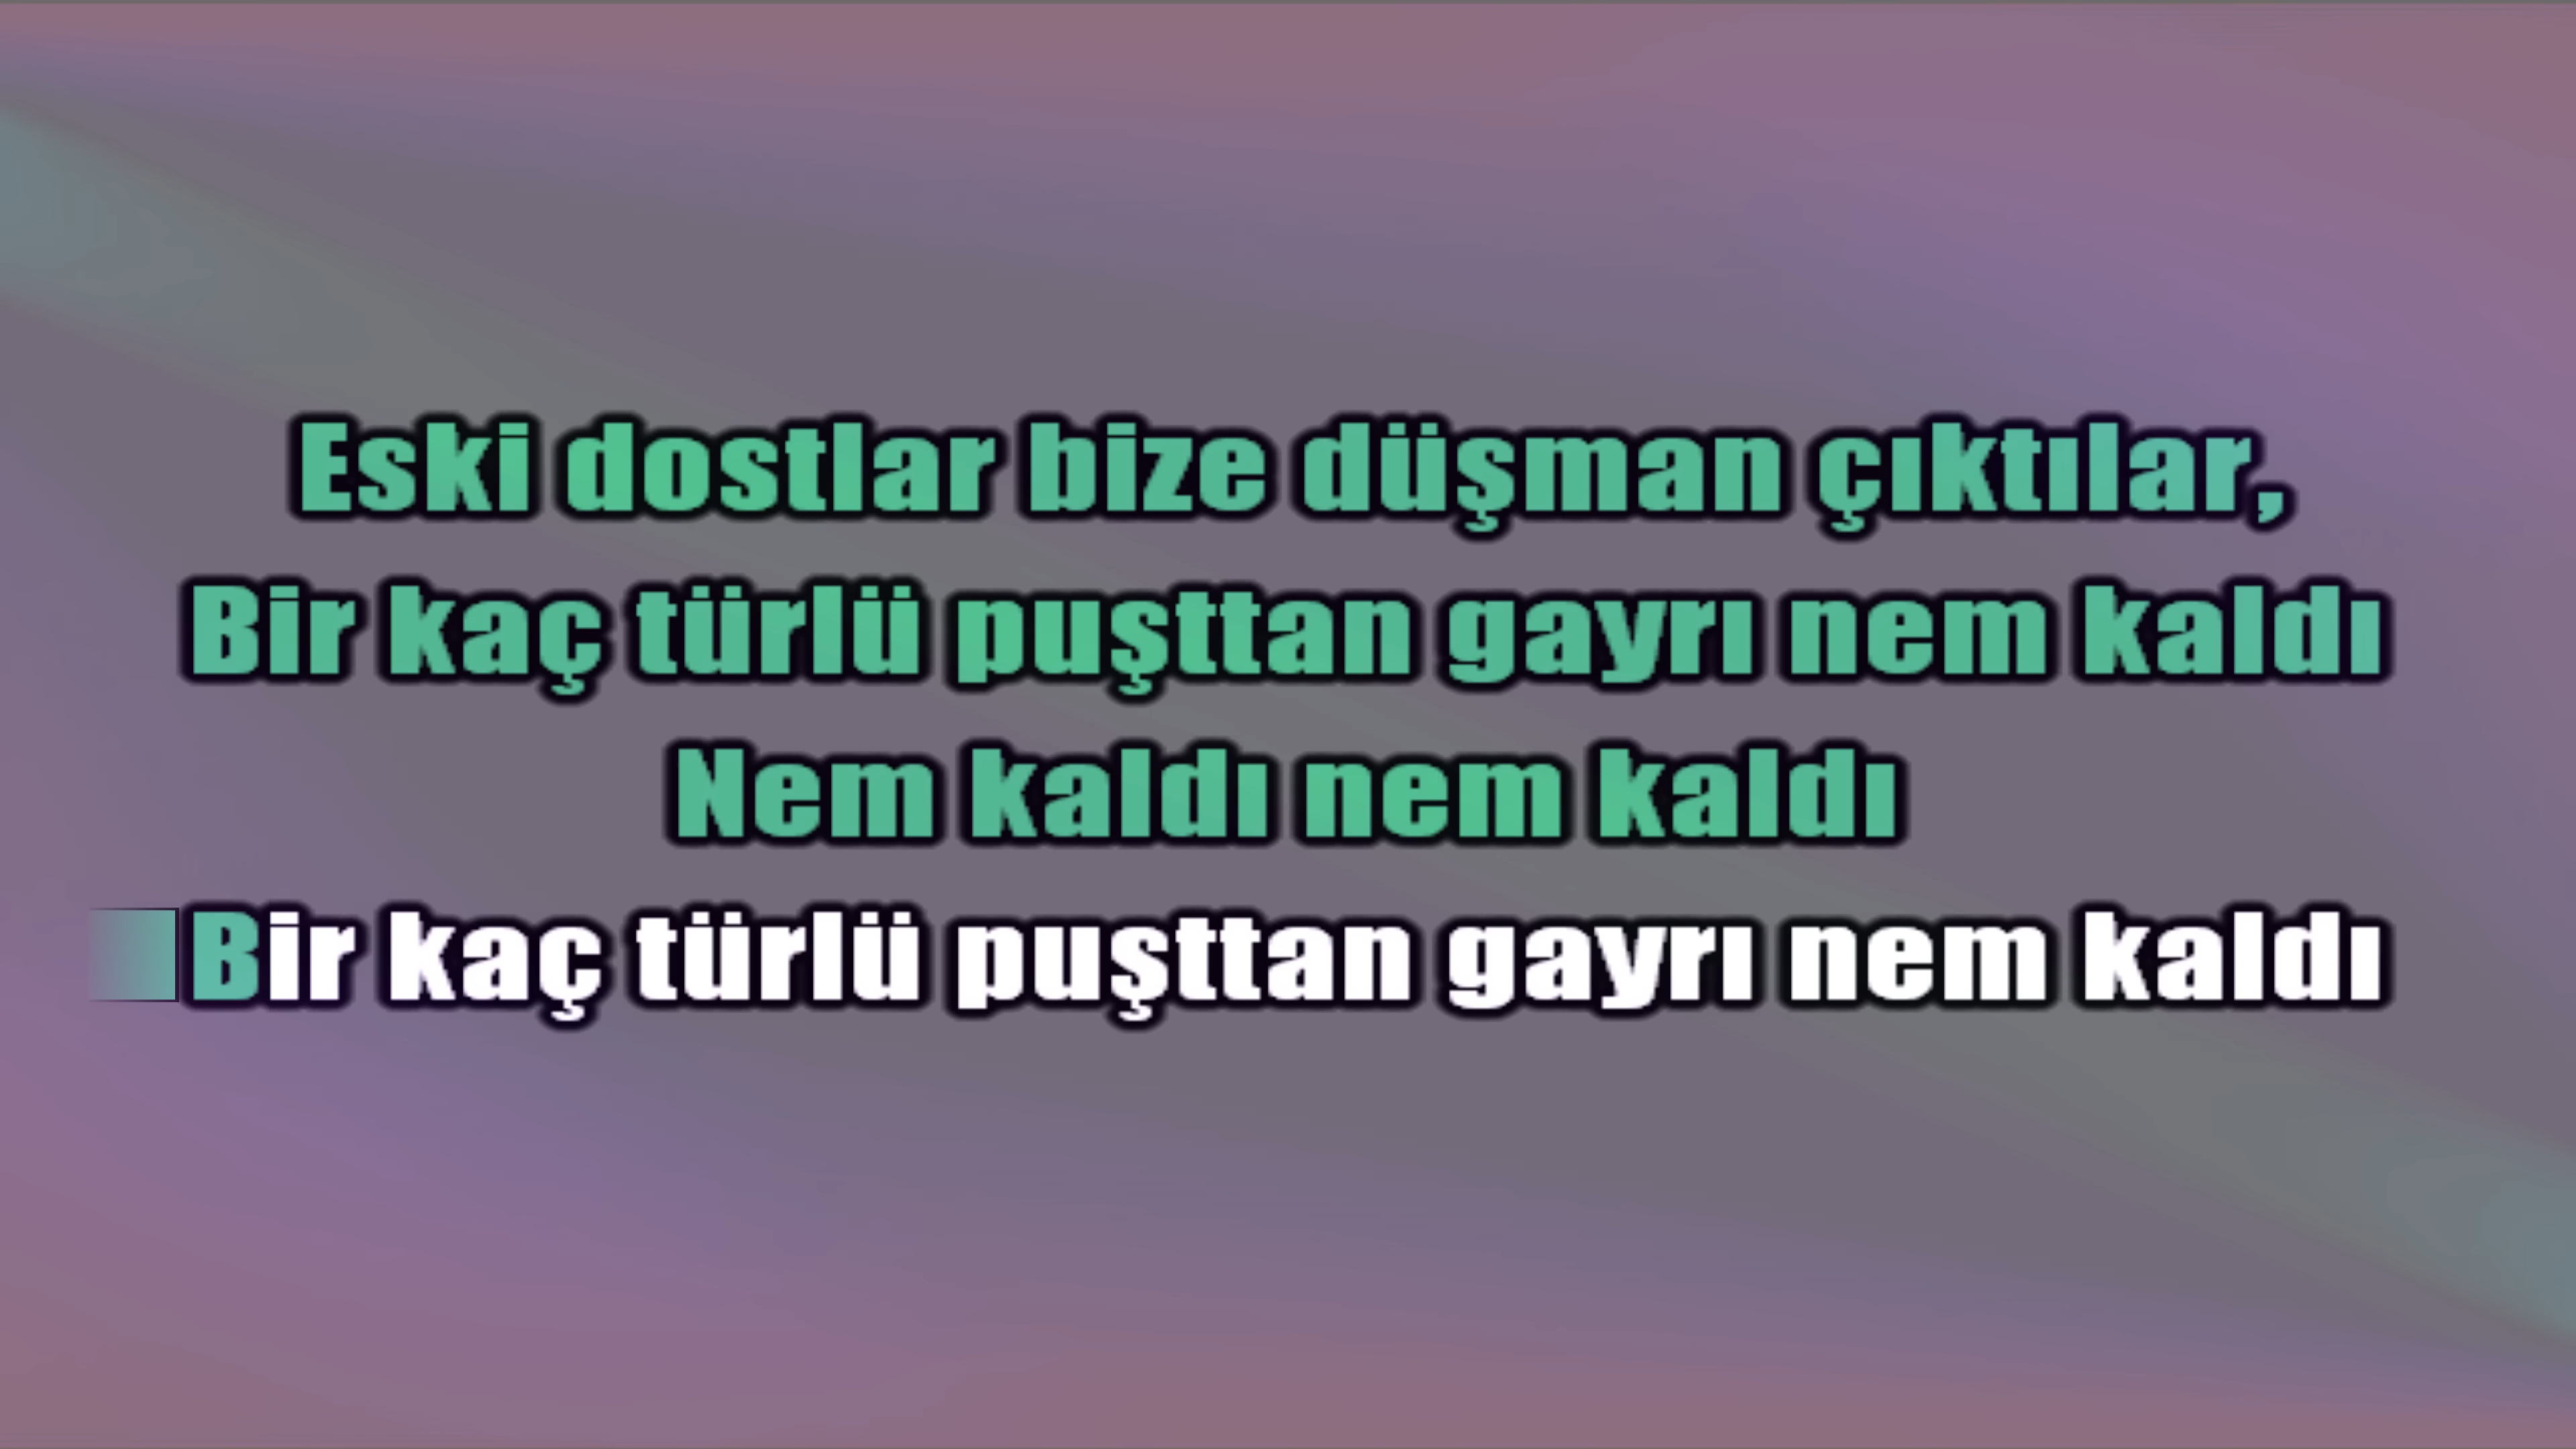 Eski dostlar bize düşman çıktılar,
Bir kaç türlü puşttan gayrı nem kaldı
Nem kaldı nem kaldı
Bir kaç türlü puşttan gayrı nem kaldı